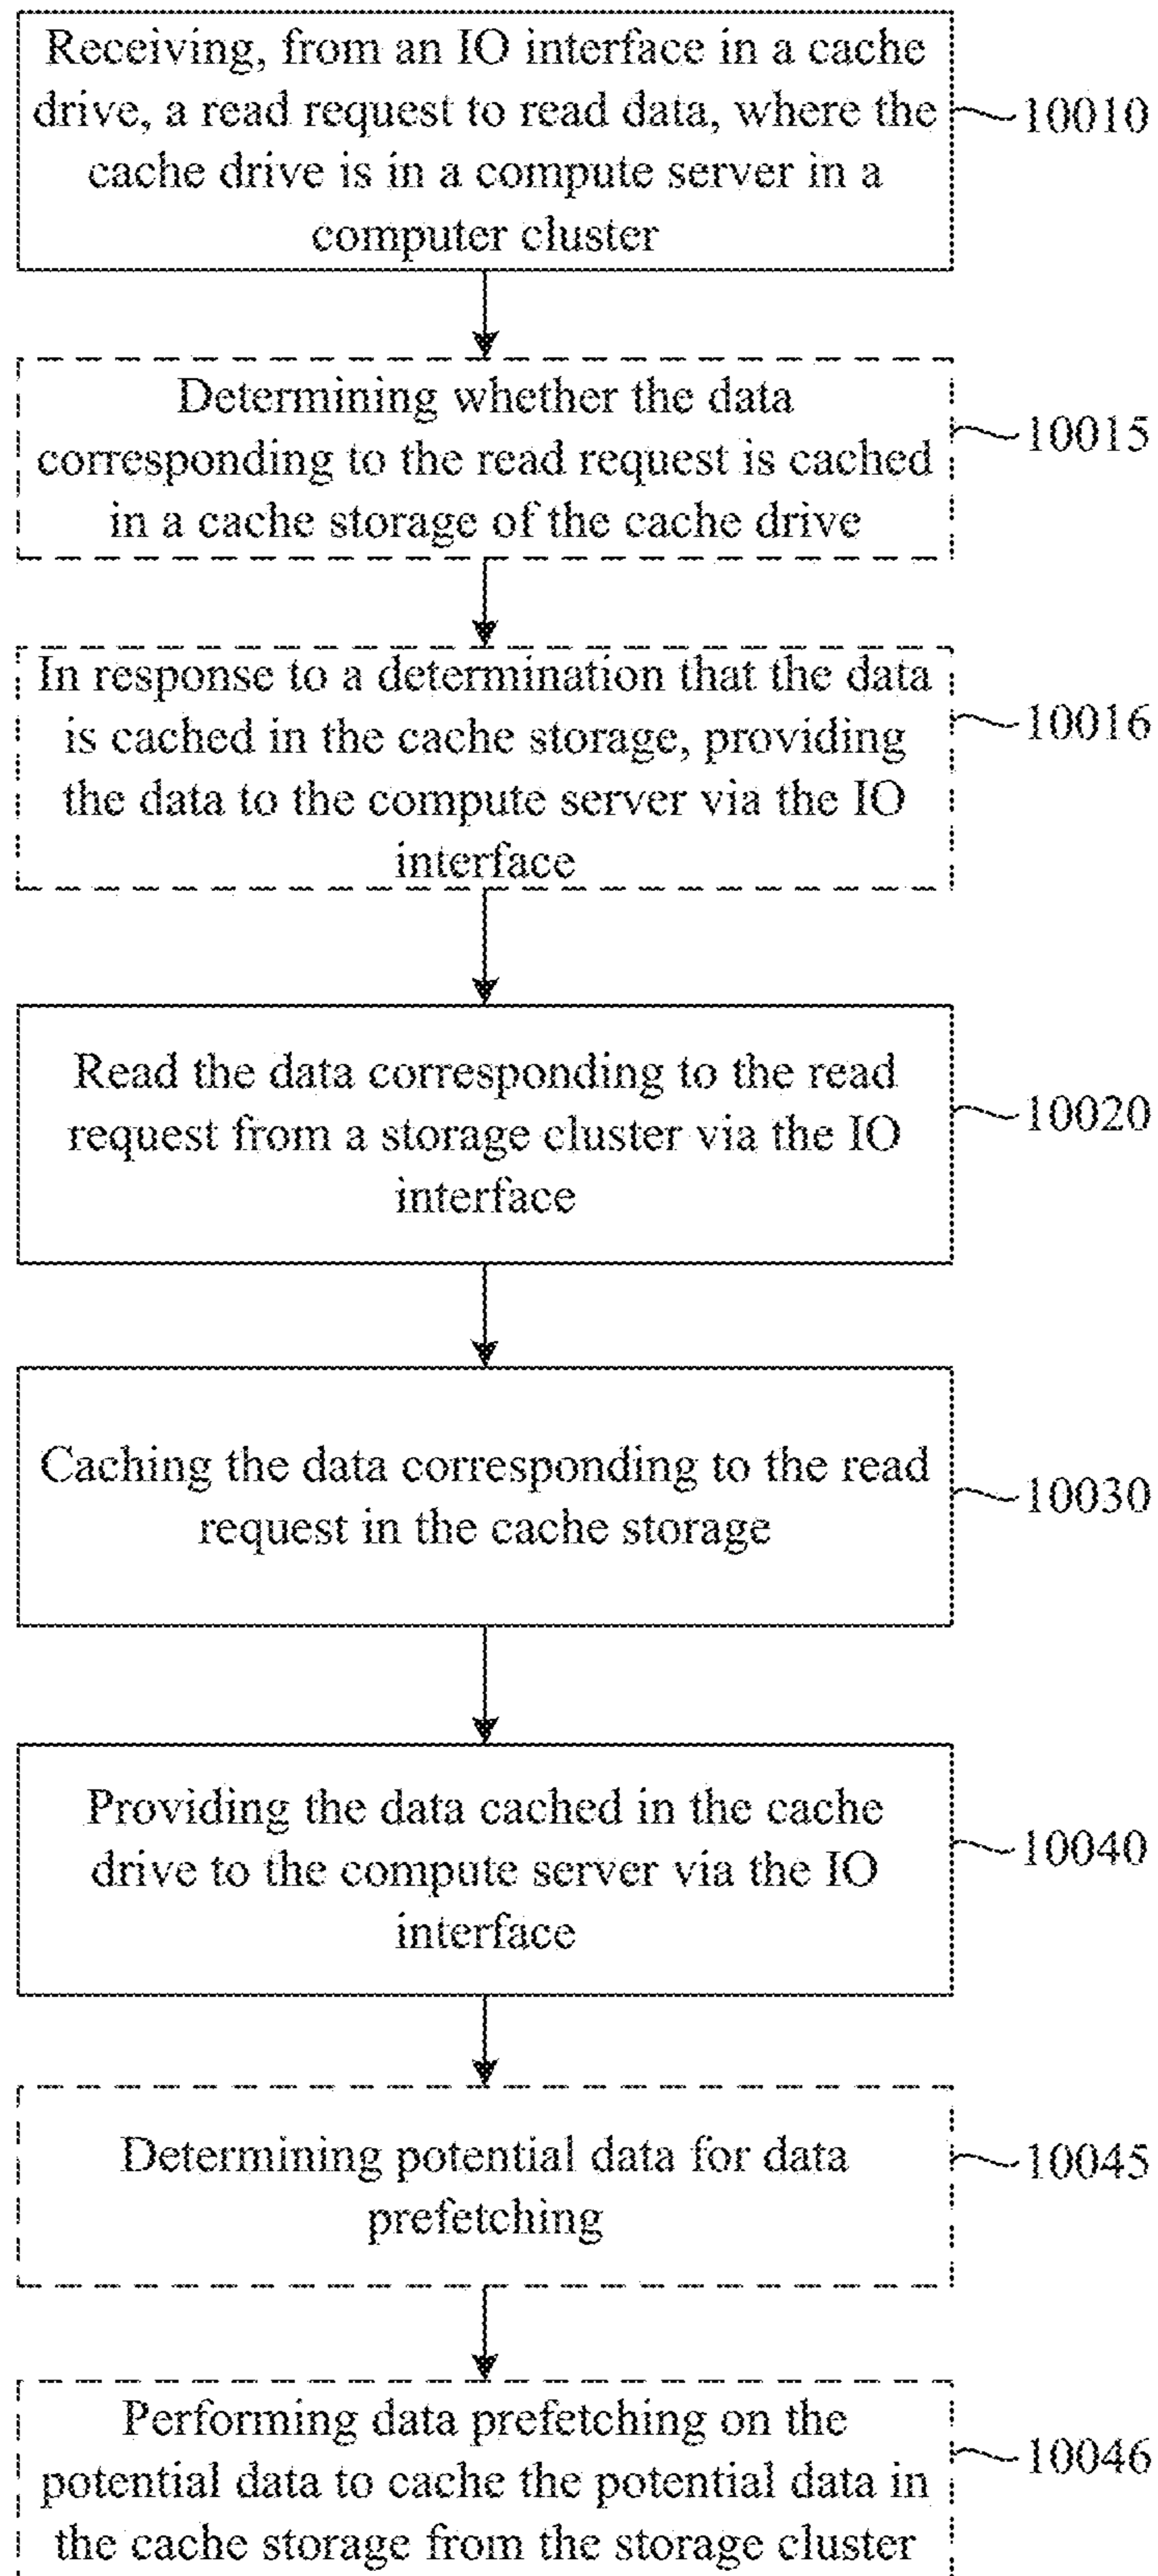 Receiving, from an IO interface in a cache
drive, a read request to read data, where the
cache drive is in a compute server in a
computer cluster
10010
Determining whether the data
corresponding to the read request is cached
in a cache storage of the cache drive
10015
In response to a determination that the data
is cached in the cache storage, providing
the data to the compute server via the IO
interface
10016
Read the data corresponding to the read
request from a storage cluster via the IO
interface
10020
Caching the data corresponding to the read
request in the cache storage
10030
Providing the data cached in the cache
drive to the compute server via the IO
interface
10040
Determining potential data for data
prefetching
10045
Performing data prefetching on the
potential data to cache the potential data in
the cache storage from the storage cluster
10046